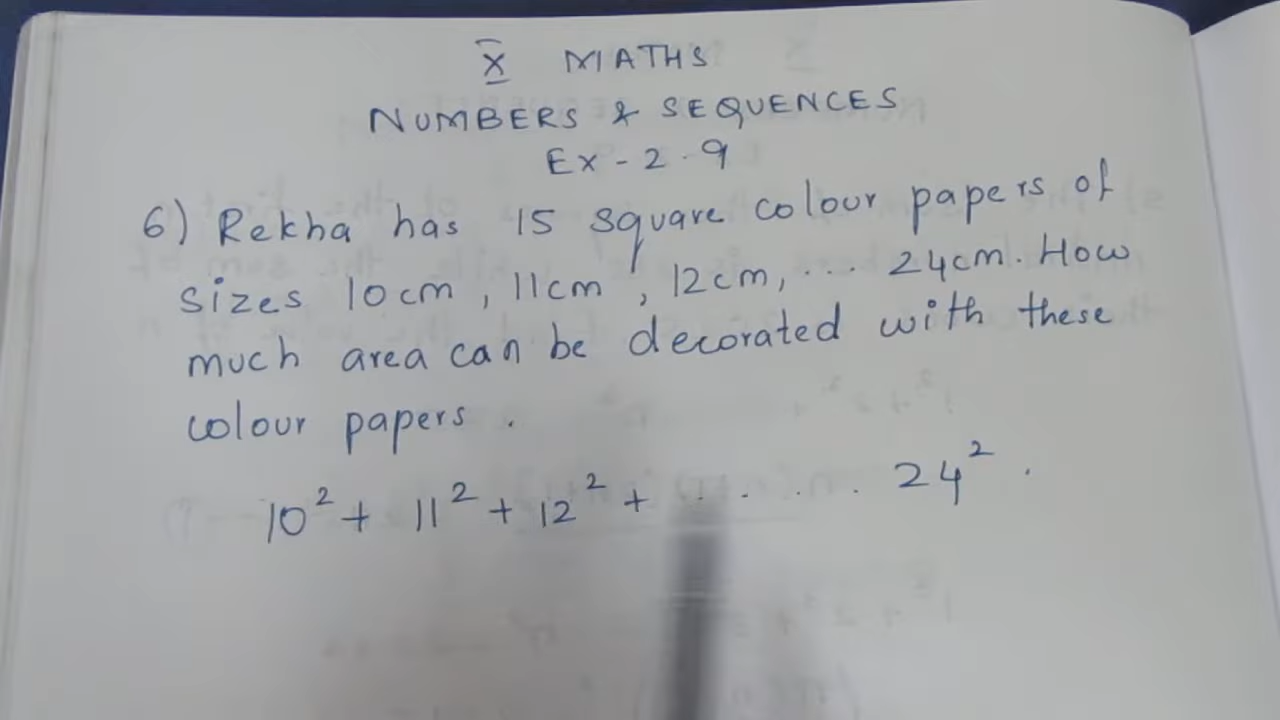 X MATHS
NUMBERS & SEQUENCES
Ex - 2.9
6) Rekha has 15 square colour papers of
sizes 10cm, 11cm, 12cm, ... 24cm. How
much area can be decorated with these
colour papers.
10² + 11² + 12² + ..... 24².